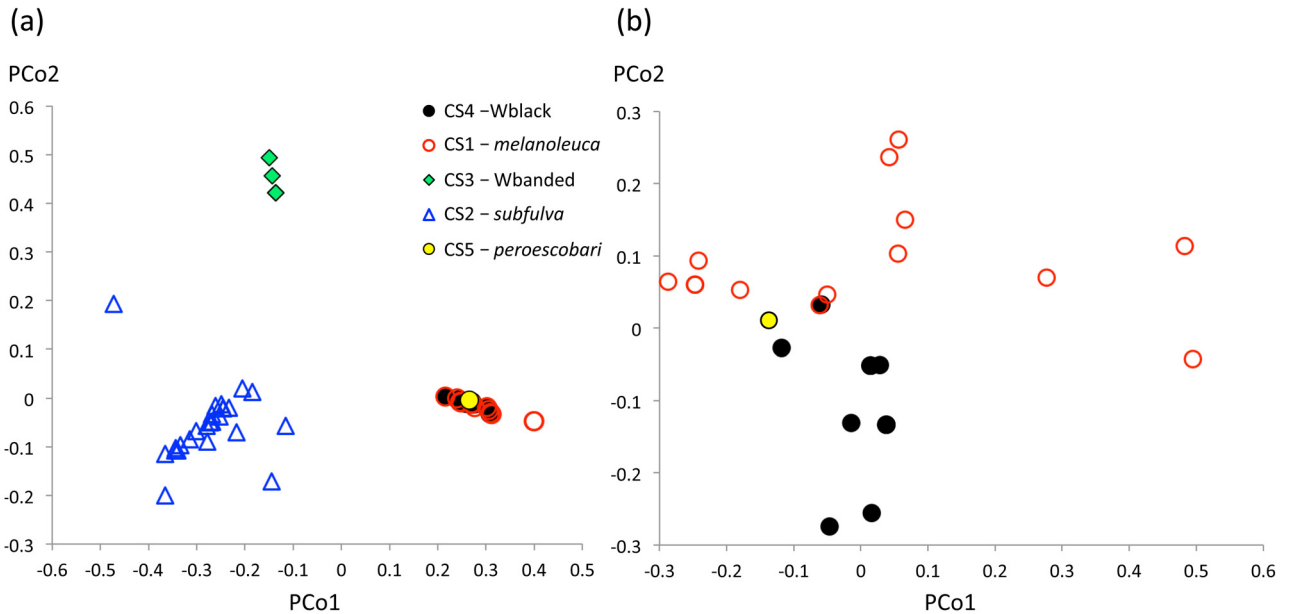 (a)
PCo2
0.6
0.5
0.4
0.3
0.2
0.1
0
-0.1
-0.2
-0.3
-0.6 -0.5 -0.4 -0.3 -0.2 -0.1 0 0.1 0.2 0.3 0.4 0.5
PCo1
CS4 –Wblack
CS1 – melanoleuca
CS3 – Wbanded
CS2 – subfulva
CS5 – peroescobari
(b)
PCo2
0.3
0.2
0.1
0
-0.1
-0.2
-0.3
-0.3 -0.2 -0.1 0 0.1 0.2 0.3 0.4 0.5 0.6
PCo1